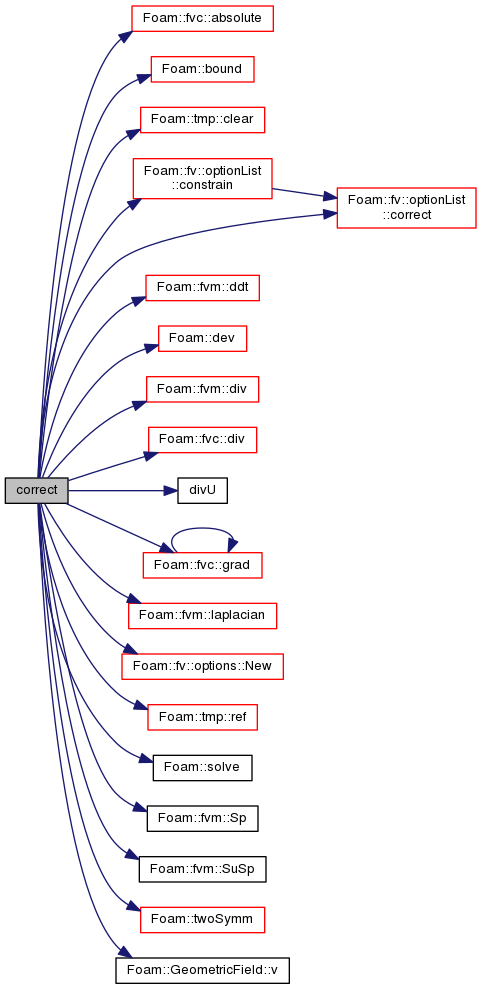 Foam::fvc::absolute
Foam::bound
Foam::tmp::clear
Foam::fv::optionList
::constrain
Foam::fv::optionList
::correct
Foam::fvm::ddt
Foam::dev
Foam::fvm::div
Foam::fvc::div
correct
divU
Foam::fvc::grad
Foam::fvm::laplacian
Foam::fv::options::New
Foam::tmp::ref
Foam::solve
Foam::fvm::Sp
Foam::fvm::SuSp
Foam::twoSymm
Foam::GeometricField::v